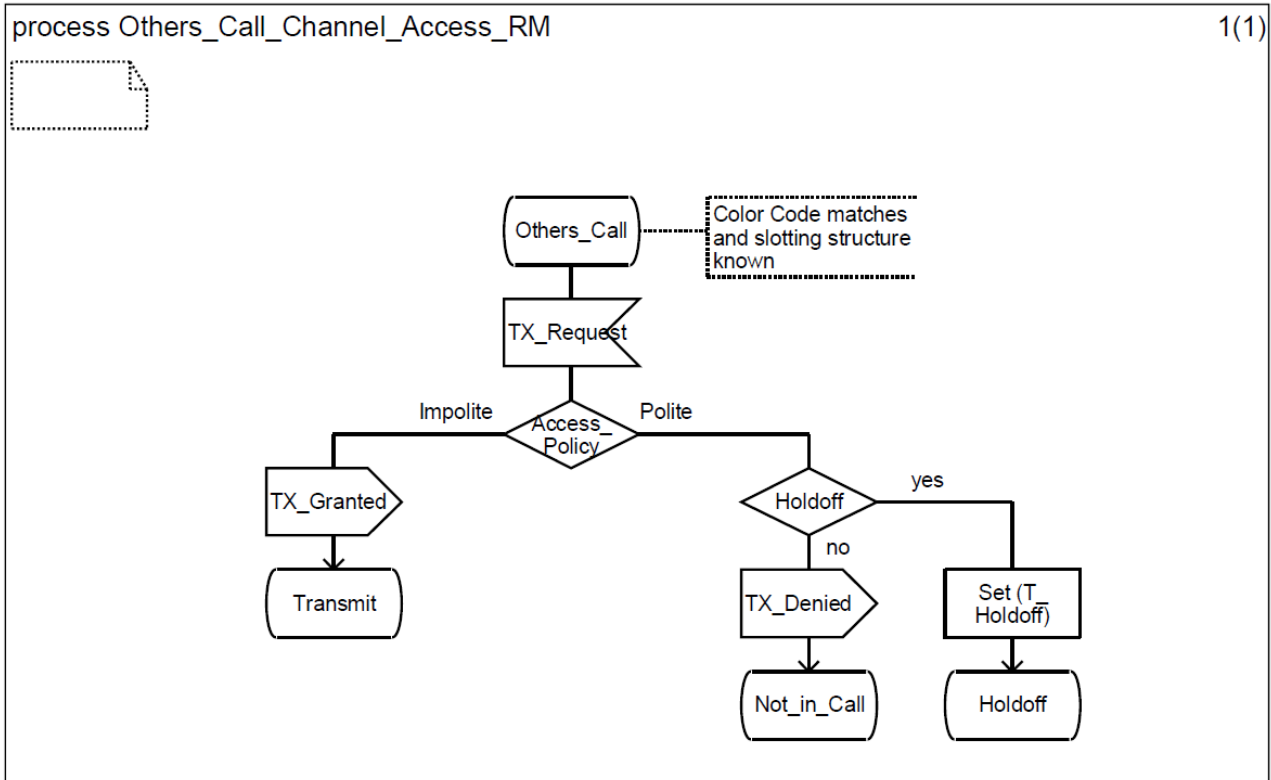 process Others_Call_Channel_Access_RM
1(1)
Others_Call
Color Code matches
and slotting structure
known
TX_Request
Impolite
Access_
Policy
Polite
TX_Granted
Holdoff
yes
no
Transmit
TX_Denied
Set (T_
Holdoff)
Not_in_Call
Holdoff